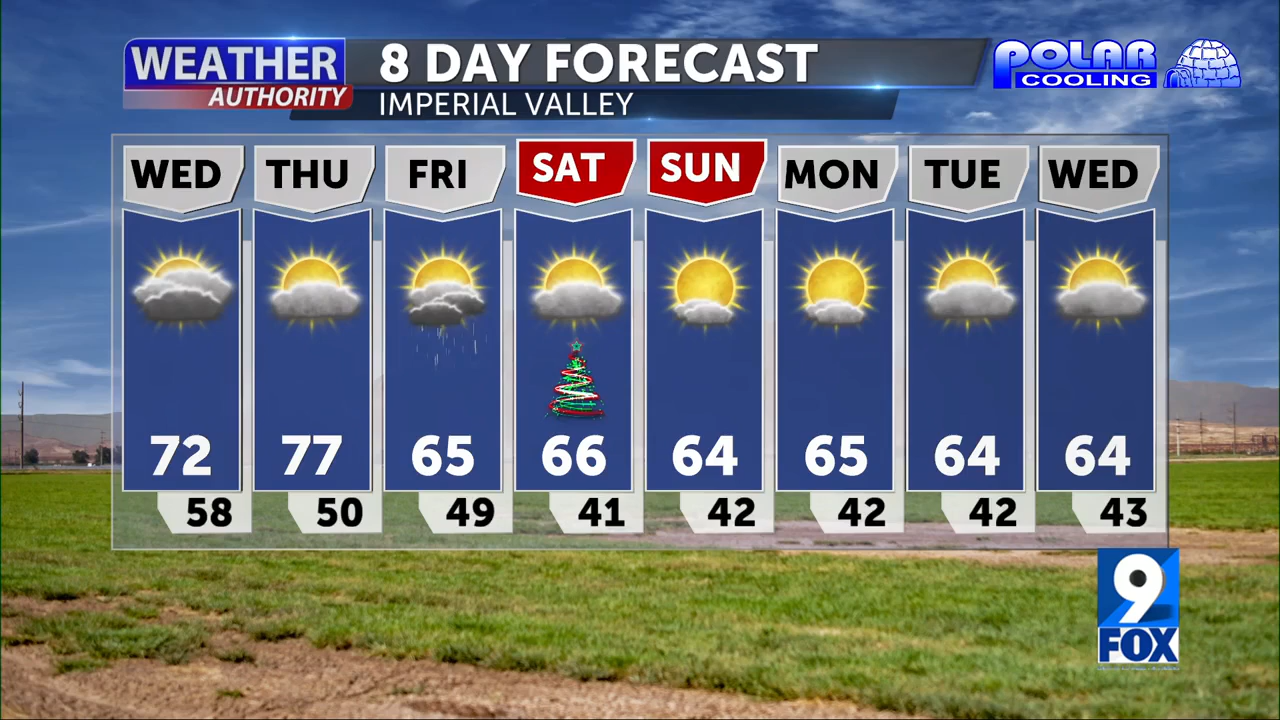 WEATHER
AUTHORITY
8 DAY FORECAST
IMPERIAL VALLEY
POLAR
COOLING
WED THU FRI SAT SUN MON TUE WED
72 77 65 66 64 65 64 64
58 50 49 41 42 42 42 43
9
FOX